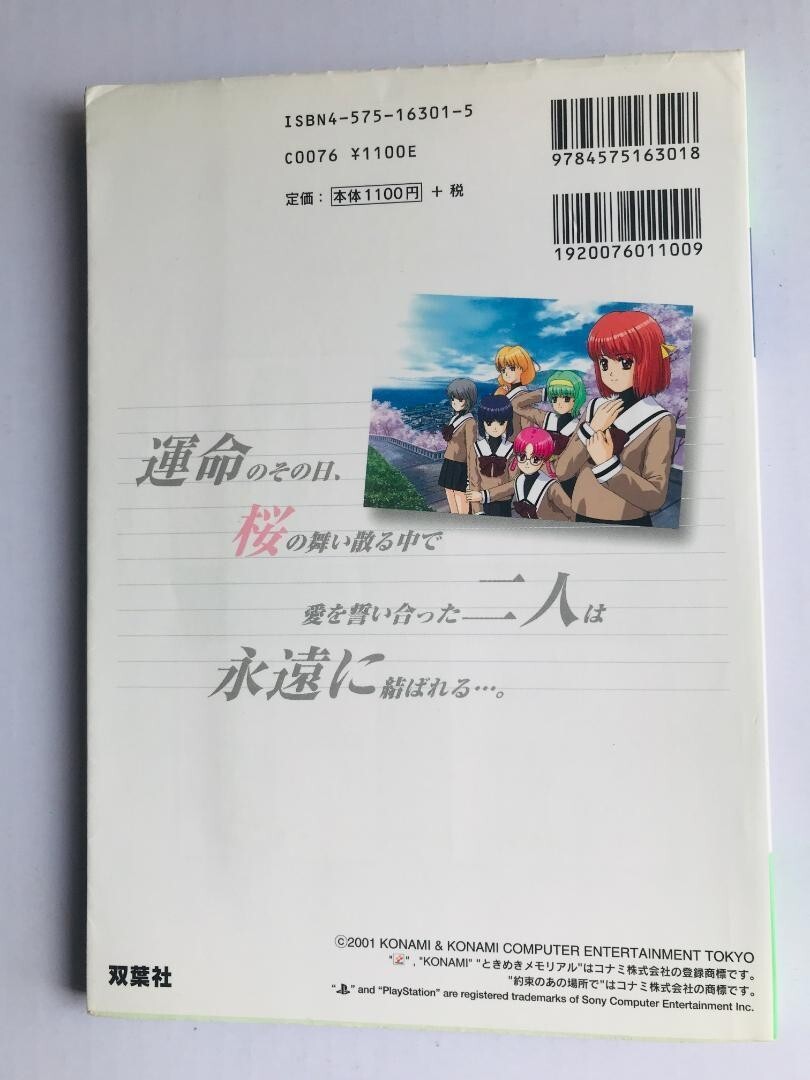 ISBN4-575-16301-5
C0076 ¥1100E
定価：本体1100円＋税
9784575163018
1920076011009
運命のその日、
桜の舞い散る中で
愛を誓い合った二人は
永遠に結ばれる…。
©2001 KONAMI & KONAMI COMPUTER ENTERTAINMENT TOKYO
" ", "KONAMI" "ときめきメモリアル"はコナミ株式会社の登録商標です。
"約束のあの場所で"はコナミ株式会社の商標です。
" " and "PlayStation" are registered trademarks of Sony Computer Entertainment Inc.
双葉社